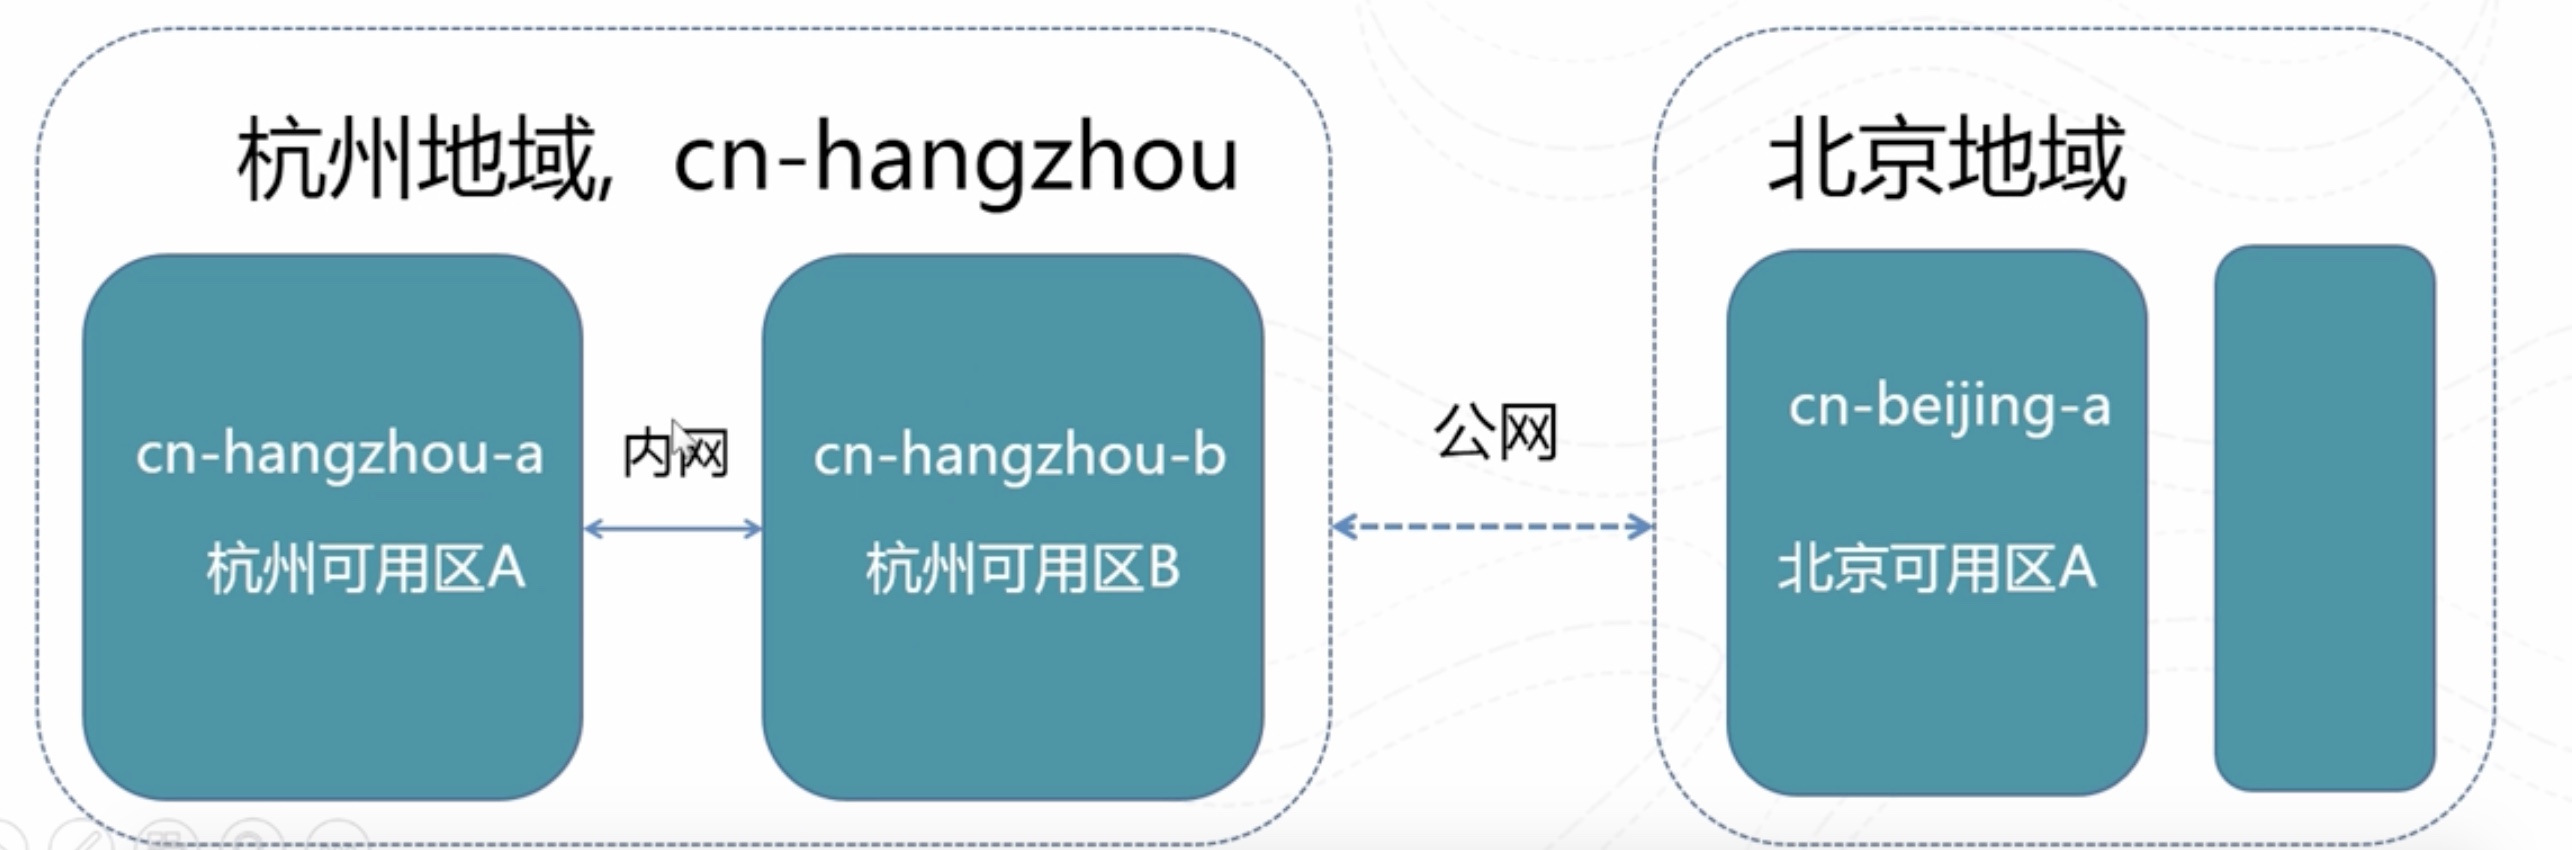 杭州地域，cn-hangzhou
北京地域
cn-hangzhou-a
杭州可用区A
内网
cn-hangzhou-b
杭州可用区B
公网
cn-beijing-a
北京可用区A